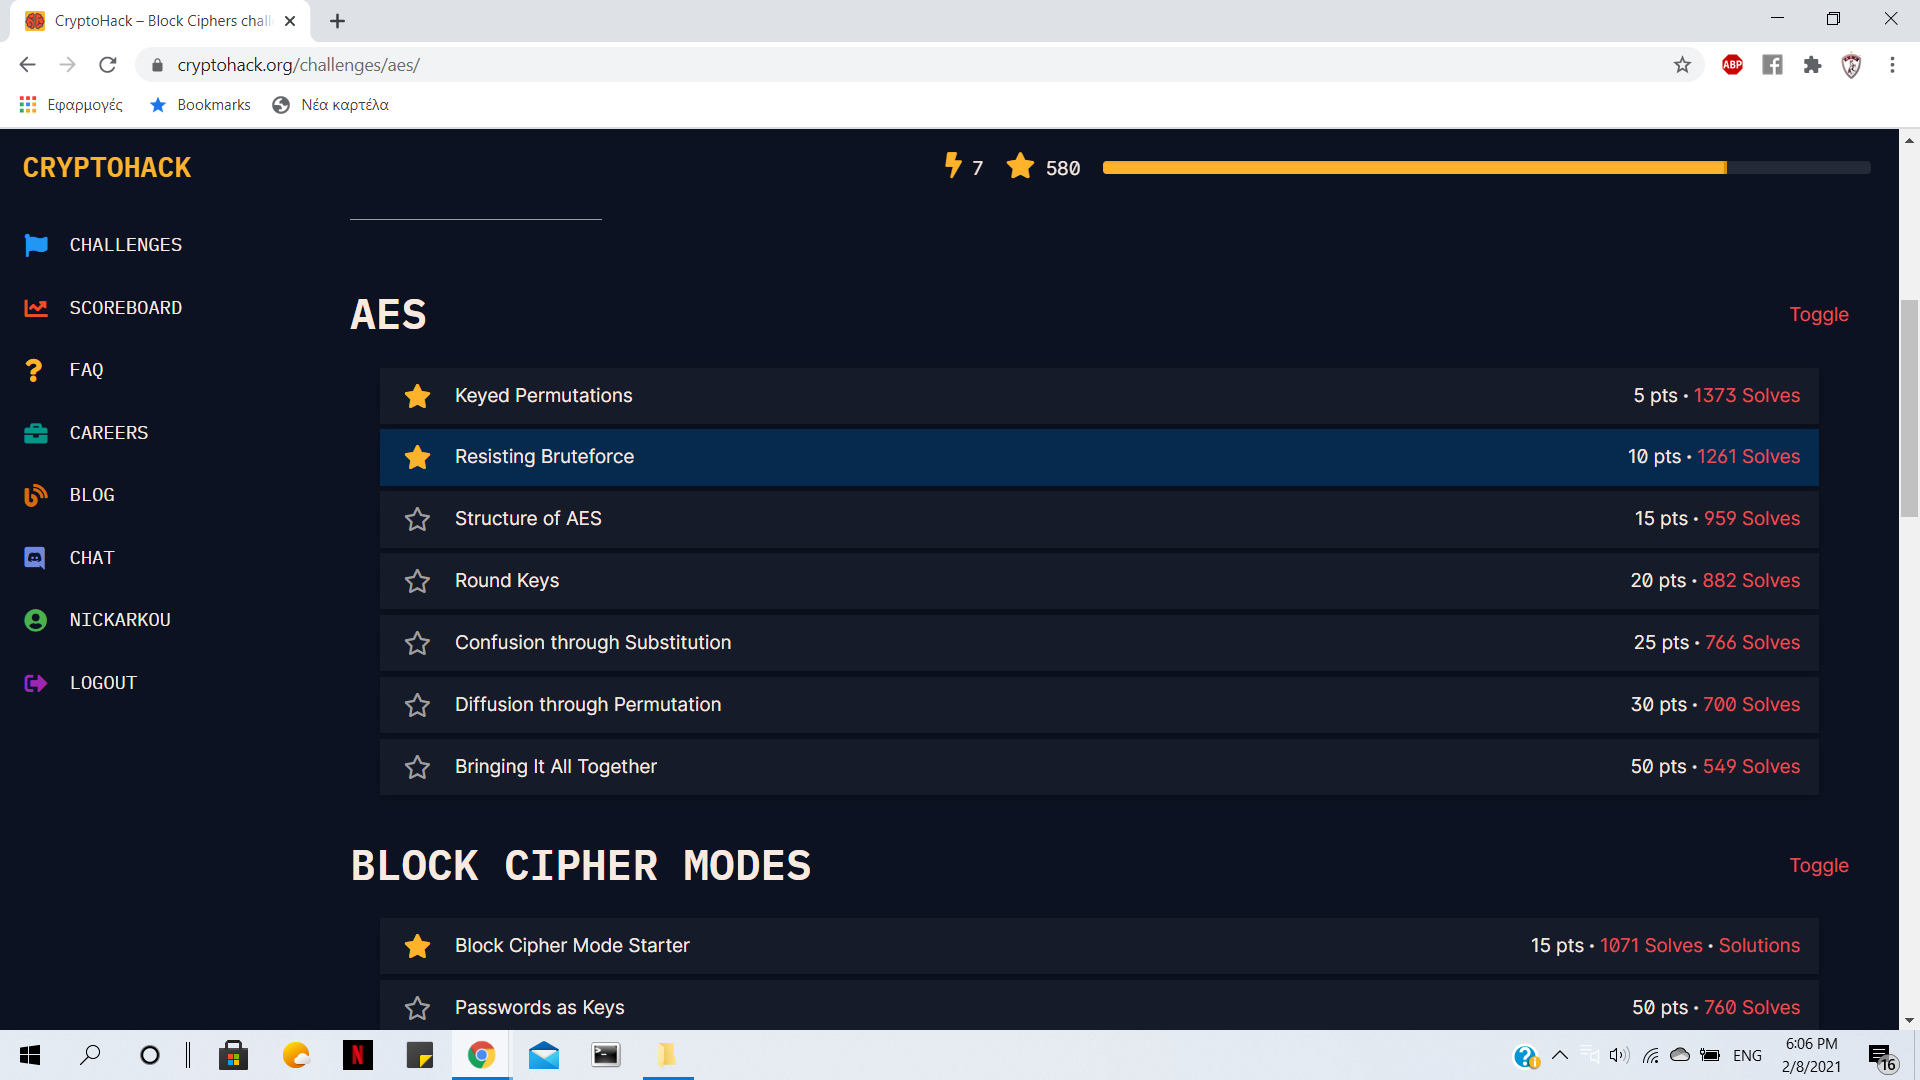 CryptoHack – Block Ciphers chall
cryptohack.org/challenges/aes/
ABP
Εφαρμογές
Bookmarks
Νέα καρτέλα
CRYPTOHACK
7
580
CHALLENGES
SCOREBOARD
FAQ
CAREERS
BLOG
CHAT
NICKARKOU
LOGOUT
AES
Toggle
Keyed Permutations
5 pts • 1373 Solves
Resisting Bruteforce
10 pts • 1261 Solves
Structure of AES
15 pts • 959 Solves
Round Keys
20 pts • 882 Solves
Confusion through Substitution
25 pts • 766 Solves
Diffusion through Permutation
30 pts • 700 Solves
Bringing It All Together
50 pts • 549 Solves
BLOCK CIPHER MODES
Toggle
Block Cipher Mode Starter
15 pts • 1071 Solves • Solutions
Passwords as Keys
50 pts • 760 Solves
N
ENG
6:06 PM
2/8/2021
16